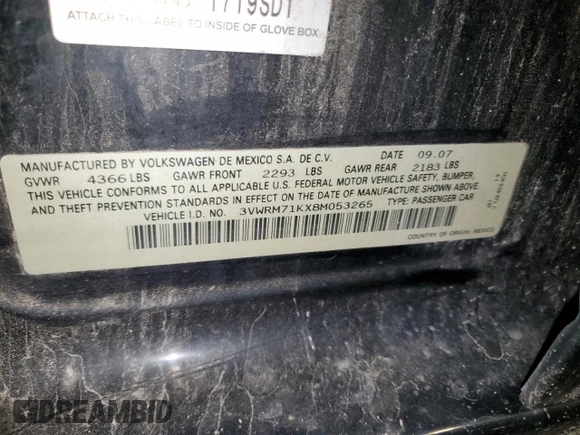 1719SD1
ATTACH THIS LABEL TO INSIDE OF GLOVE BOX
MANUFACTURED BY VOLKSWAGEN DE MEXICO S.A. DE C.V. DATE 09.07
GVWR 4366 LBS GAWR FRONT 2293 LBS GAWR REAR 2183 LBS
THIS VEHICLE CONFORMS TO ALL APPLICABLE U.S. FEDERAL MOTOR VEHICLE SAFETY, BUMPER,
AND THEFT PREVENTION STANDARDS IN EFFECT ON THE DATE OF MANUFACTURE SHOWN ABOVE.
VEHICLE I.D. NO. 3VWRM71KX8M053265 TYPE: PASSENGER CAR
COUNTRY OF ORIGIN: MEXICO
DREAMBID